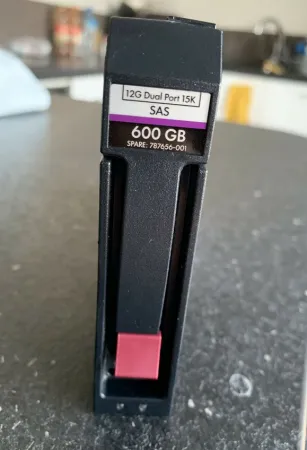 12G Dual Port 15K
SAS
600 GB
SPARE: 787656-001